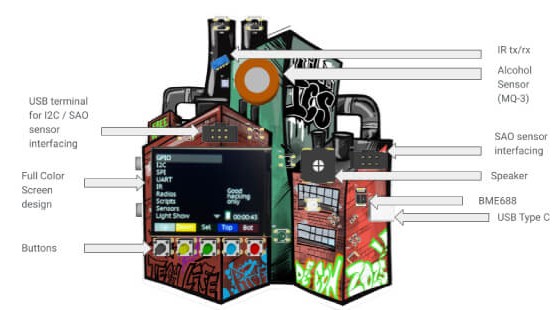 IR tx/rx
Alcohol
Sensor
(MQ-3)
USB terminal
for I2C / SAO
sensor
interfacing
SAO sensor
interfacing
Full Color
Screen
design
Speaker
BME688
USB Type C
Buttons
GPIO
I2C
SPI
UART
IR
Radios
Scripts
Sensors
Light Show
Good
hacking
only
00:00:43
Sel
Top
Bot
2025